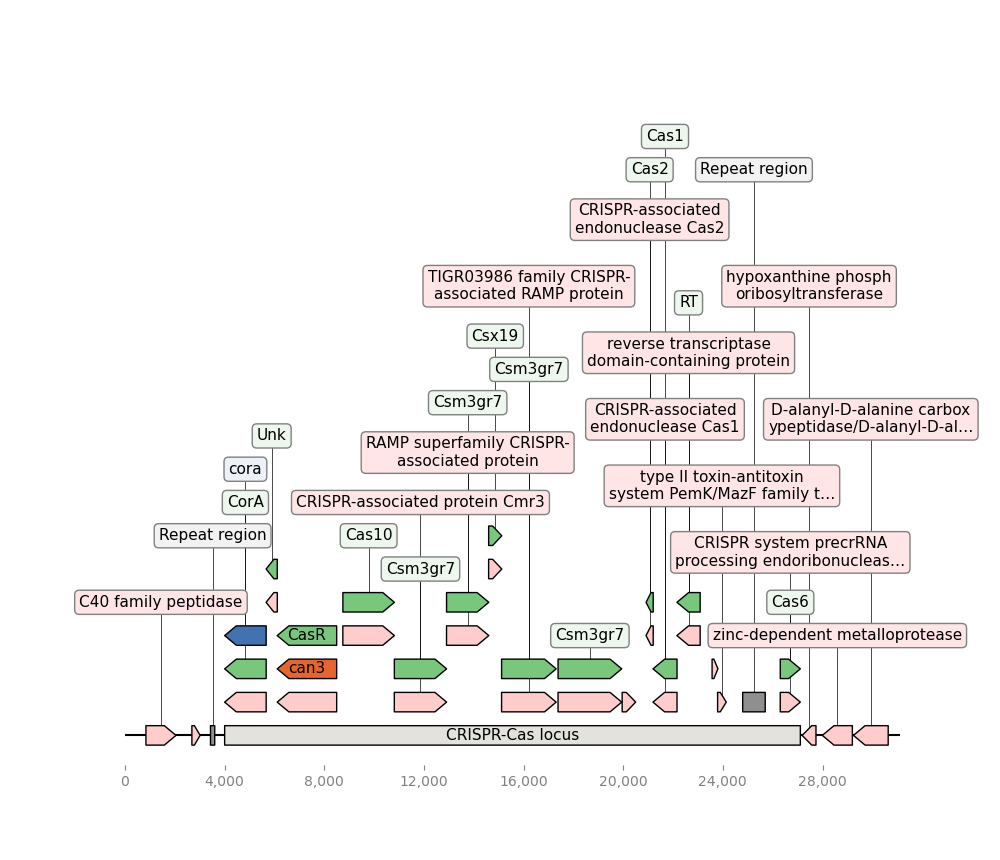 Cas1
Cas2
Repeat region
CRISPR-associated
endonuclease Cas2
TIGR03986 family CRISPR-
associated RAMP protein
hypoxanthine phosph
oribosyltransferase
RT
Csx19
reverse transcriptase
domain-containing protein
Csm3gr7
Csm3gr7
CRISPR-associated
endonuclease Cas1
D-alanyl-D-alanine carbox
ypeptidase/D-alanyl-D-al...
Unk
RAMP superfamily CRISPR-
associated protein
cora
type II toxin-antitoxin
system PemK/MazF family t...
CorA
CRISPR-associated protein Cmr3
Repeat region
Cas10
CRISPR system precrRNA
processing endoribonucleas...
Csm3gr7
C40 family peptidase
Cas6
CasR
Csm3gr7
zinc-dependent metalloprotease
can3
CRISPR-Cas locus
0
4,000
8,000
12,000
16,000
20,000
24,000
28,000